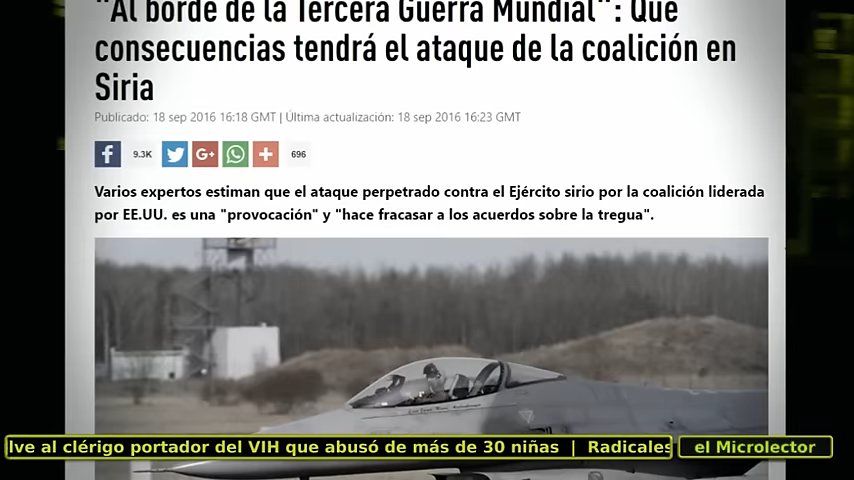 "Al borde de la Tercera Guerra Mundial": Qué
consecuencias tendrá el ataque de la coalición en
Siria
Publicado: 18 sep 2016 16:18 GMT | Última actualización: 18 sep 2016 16:23 GMT
f 9.3K G+ 696
Varios expertos estiman que el ataque perpetrado contra el Ejército sirio por la coalición liderada
por EE.UU. es una "provocación" y "hace fracasar a los acuerdos sobre la tregua".
lve al clérigo portador del VIH que abusó de más de 30 niñas | Radicales el Microlector